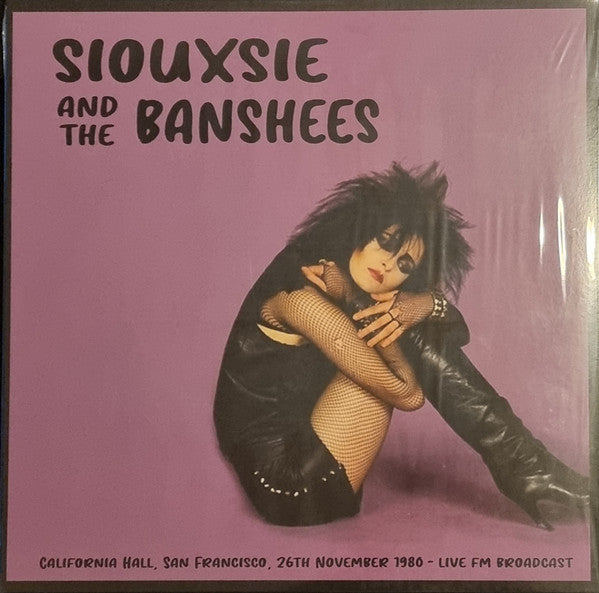 SIOUXSIE
AND THE BANSHEES
CALIFORNIA HALL, SAN FRANCISCO, 26TH NOVEMBER 1980 - LIVE FM BROADCAST